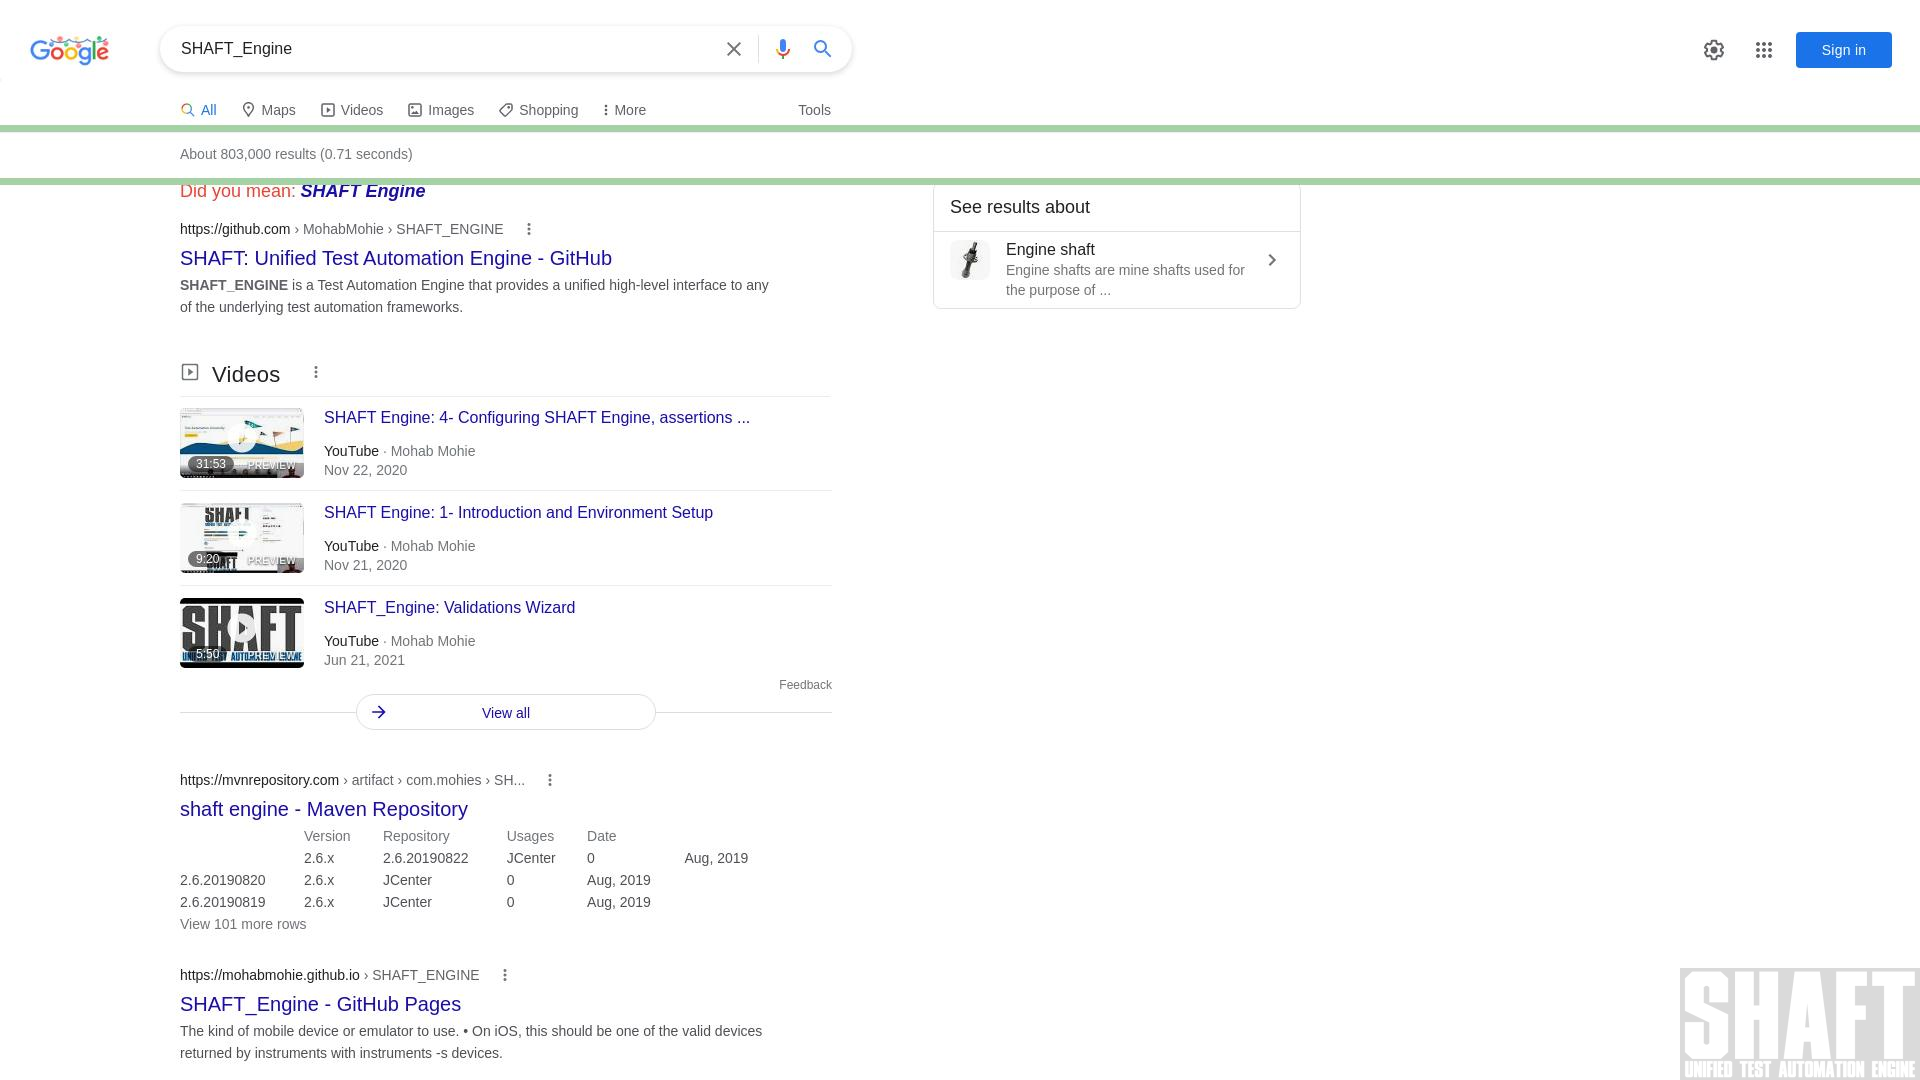 Google
SHAFT_Engine
Sign in
All
Maps
Videos
Images
Shopping
More
Tools
About 803,000 results (0.71 seconds)
Did you mean: SHAFT Engine
https://github.com › MohabMohie › SHAFT_ENGINE
SHAFT: Unified Test Automation Engine - GitHub
SHAFT_ENGINE is a Test Automation Engine that provides a unified high-level interface to any
of the underlying test automation frameworks.
See results about
Engine shaft
Engine shafts are mine shafts used for
the purpose of ...
Videos
SHAFT Engine: 4- Configuring SHAFT Engine, assertions ...
31:53
PREVIEW
YouTube · Mohab Mohie
Nov 22, 2020
SHAFT
SHAFT Engine: 1- Introduction and Environment Setup
9:20
PREVIEW
YouTube · Mohab Mohie
Nov 21, 2020
SHAFT
UNIFIED TEST AUTOMATION ENGINE
SHAFT_Engine: Validations Wizard
5:50
PREVIEW
YouTube · Mohab Mohie
Jun 21, 2021
Feedback
View all
https://mvnrepository.com › artifact › com.mohies › SH...
shaft engine - Maven Repository
Version Repository Usages Date
2.6.x 2.6.20190822 JCenter 0 Aug, 2019
2.6.20190820 2.6.x JCenter 0 Aug, 2019
2.6.20190819 2.6.x JCenter 0 Aug, 2019
View 101 more rows
https://mohabmohie.github.io › SHAFT_ENGINE
SHAFT_Engine - GitHub Pages
The kind of mobile device or emulator to use. • On iOS, this should be one of the valid devices
returned by instruments with instruments -s devices.
SHAFT
UNIFIED TEST AUTOMATION ENGINE